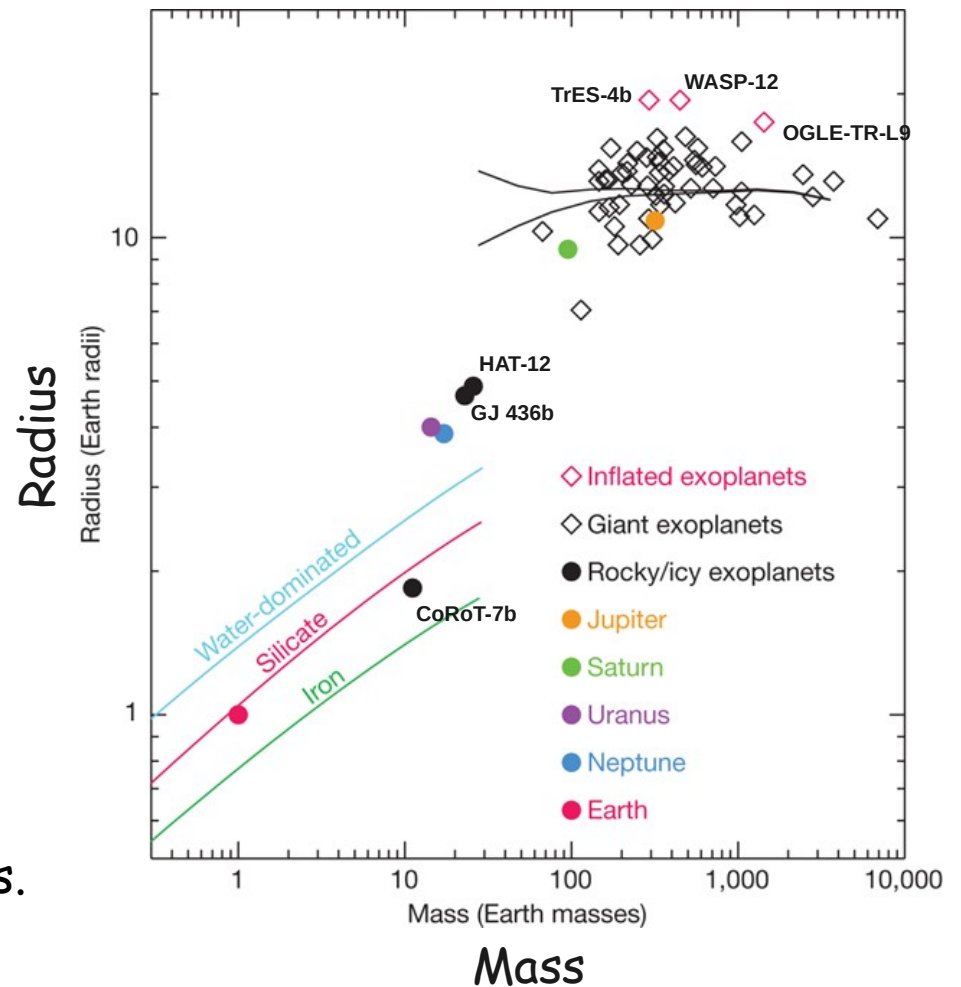 TrES-4b
WASP-12
OGLE-TR-L9
10
HAT-12
GJ 436b
Radius
Radius (Earth radii)
Water-dominated
Silicate
Iron
CoRoT-7b
Inflated exoplanets
Giant exoplanets
Rocky/icy exoplanets
Jupiter
Saturn
Uranus
Neptune
Earth
1
s.
1 10 100 1,000 10,000
Mass (Earth masses)
Mass